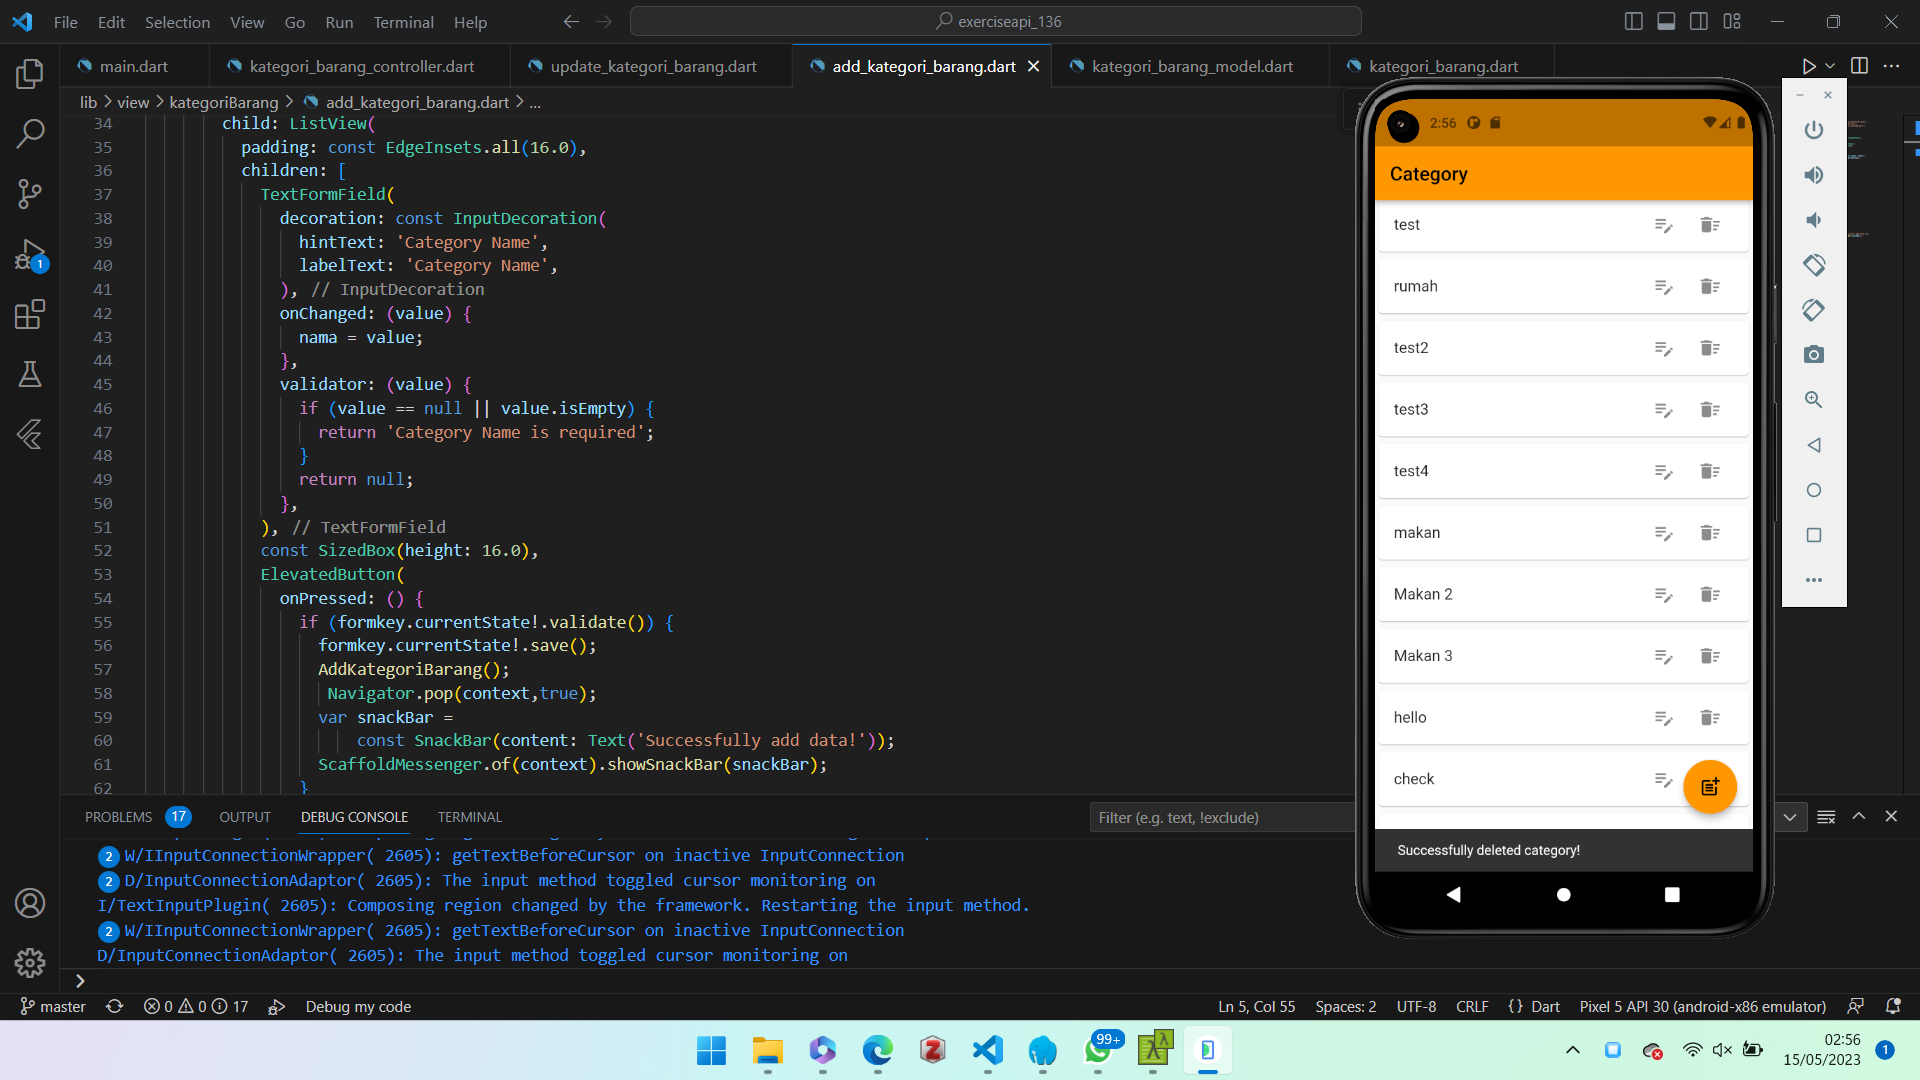 File Edit Selection View Go Run Terminal Help
exerciseapi_136
main.dart kategori_barang_controller.dart update_kategori_barang.dart add_kategori_barang.dart kategori_barang_model.dart kategori_barang.dart
lib > view > kategoriBarang > add_kategori_barang.dart > ...
34 child: ListView(
35 padding: const EdgeInsets.all(16.0),
36 children: [
37 TextFormField(
38 decoration: const InputDecoration(
39 hintText: 'Category Name',
40 labelText: 'Category Name',
41 ), // InputDecoration
42 onChanged: (value) {
43 nama = value;
44 },
45 validator: (value) {
46 if (value == null || value.isEmpty) {
47 return 'Category Name is required';
48 }
49 return null;
50 },
51 ), // TextFormField
52 const SizedBox(height: 16.0),
53 ElevatedButton(
54 onPressed: () {
55 if (formkey.currentState!.validate()) {
56 formkey.currentState!.save();
57 AddKategoriBarang();
58 Navigator.pop(context,true);
59 var snackBar =
60 const SnackBar(content: Text('Successfully add data!'));
61 ScaffoldMessenger.of(context).showSnackBar(snackBar);
62 }
PROBLEMS 17 OUTPUT DEBUG CONSOLE TERMINAL
Filter (e.g. text, !exclude)
2 W/IInputConnectionWrapper( 2605): getTextBeforeCursor on inactive InputConnection
2 D/InputConnectionAdaptor( 2605): The input method toggled cursor monitoring on
I/TextInputPlugin( 2605): Composing region changed by the framework. Restarting the input method.
2 W/IInputConnectionWrapper( 2605): getTextBeforeCursor on inactive InputConnection
D/InputConnectionAdaptor( 2605): The input method toggled cursor monitoring on
2:56
Category
test
rumah
test2
test3
test4
makan
Makan 2
Makan 3
hello
check
Successfully deleted category!
1
master 0 0 17 Debug my code
Ln 5, Col 55 Spaces: 2 UTF-8 CRLF {} Dart Pixel 5 API 30 (android-x86 emulator)
99+
02:56
15/05/2023
1